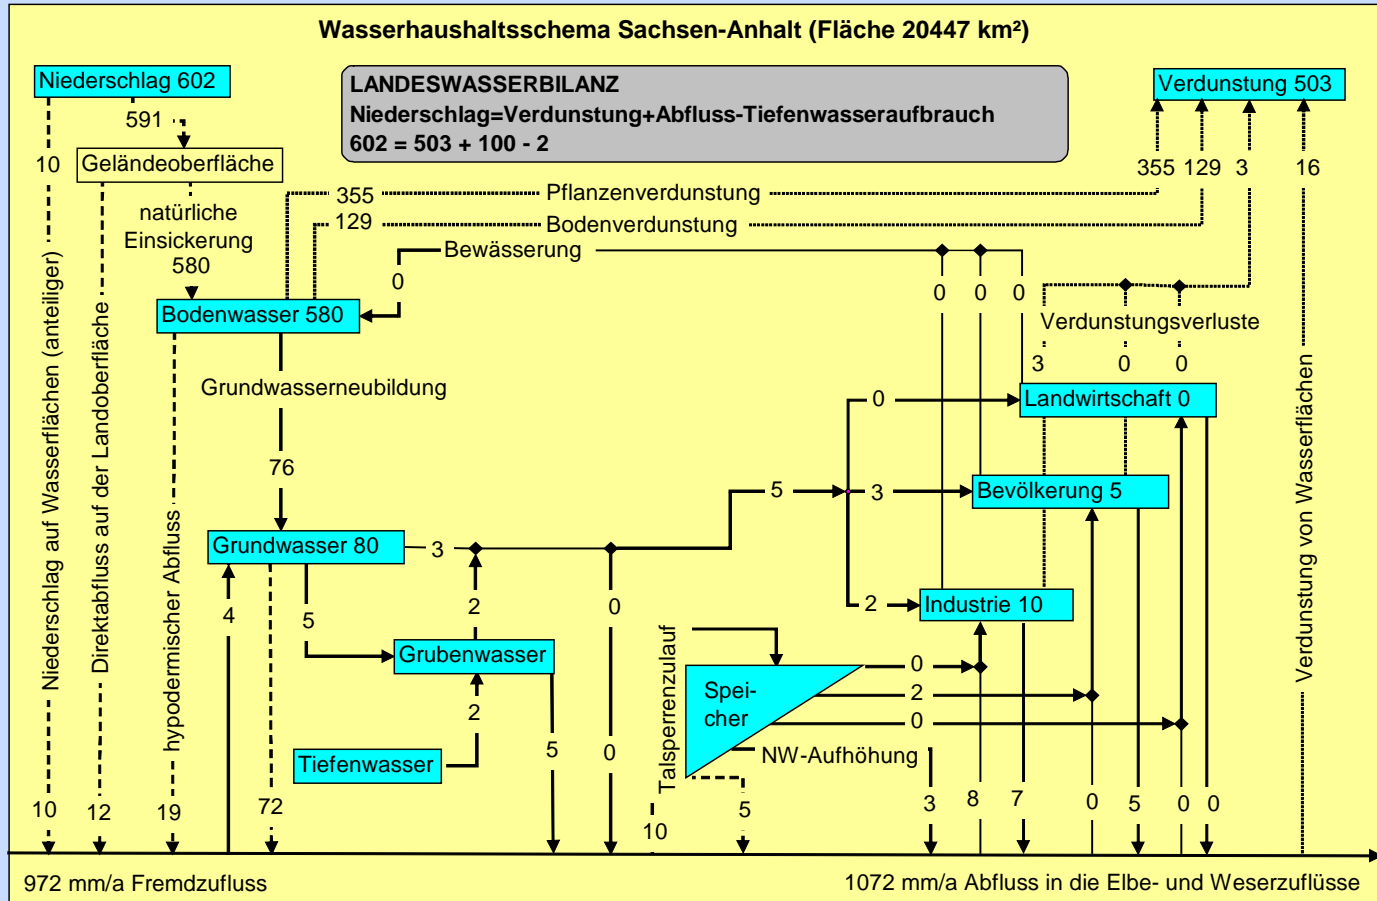 Wasserhaushaltsschema Sachsen-Anhalt (Fläche 20447 km²)
Niederschlag 602
LANDESWASSERBILANZ
Niederschlag=Verdunstung+Abfluss-Tiefenwasseraufbrauch
602 = 503 + 100 - 2
Verdunstung 503
591
10
Geländeoberfläche
355
129
3
16
355
Pflanzenverdunstung
129
Bodenverdunstung
natürliche
Einsickerung
580
Bewässerung
0
0
0
0
Bodenwasser 580
Verdunstungsverluste
3
0
0
Grundwasserneubildung
0
Landwirtschaft 0
76
5
3
Bevölkerung 5
Grundwasser 80
3
2
Industrie 10
4
5
2
0
Grubenwasser
Talsperrenzulauf
Spei-
cher
0
2
0
2
Tiefenwasser
5
0
NW-Aufhöhung
Niederschlag auf Wasserflächen (anteiliger)
Direktabfluss auf der Landoberfläche
hypodermischer Abfluss
Verdunstung von Wasserflächen
10
12
19
72
10
5
3
8
7
0
5
0
0
972 mm/a Fremdzufluss
1072 mm/a Abfluss in die Elbe- und Weserzuflüsse